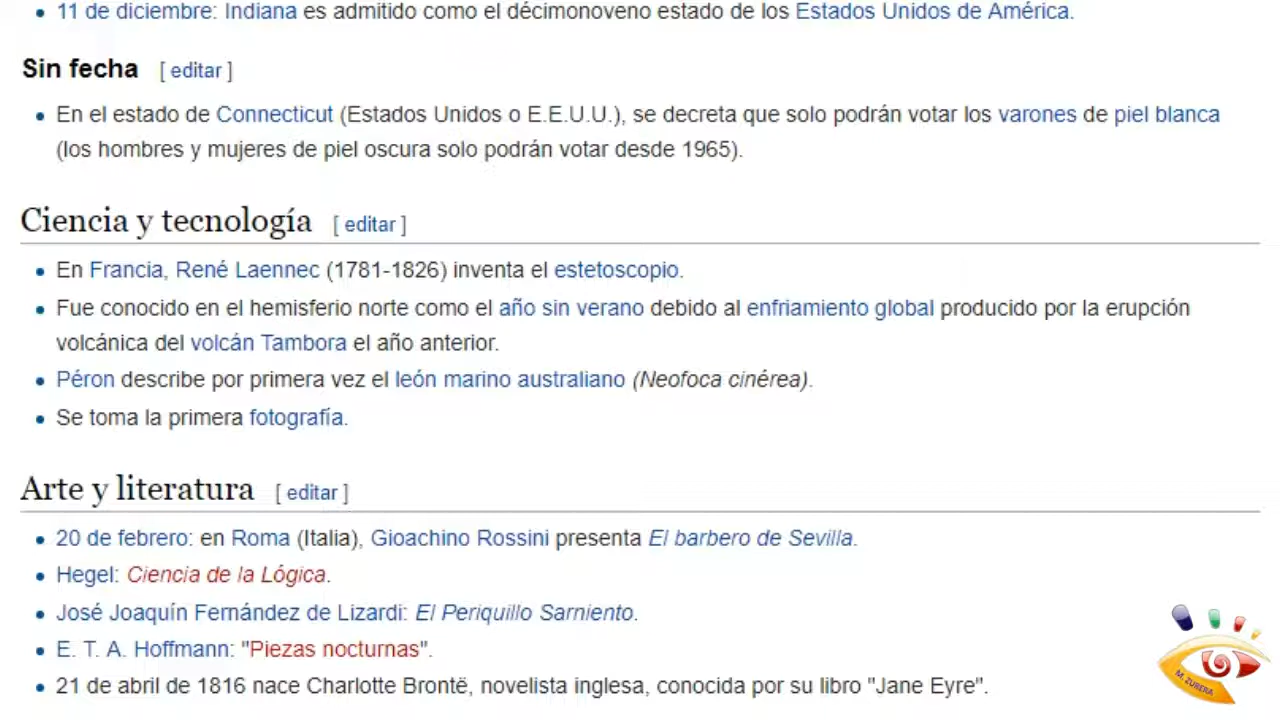 11 de diciembre: Indiana es admitido como el décimonoveno estado de los Estados Unidos de América.
Sin fecha [ editar ]
En el estado de Connecticut (Estados Unidos o E.E.U.U.), se decreta que solo podrán votar los varones de piel blanca
(los hombres y mujeres de piel oscura solo podrán votar desde 1965).
Ciencia y tecnología [ editar ]
En Francia, René Laennec (1781-1826) inventa el estetoscopio.
Fue conocido en el hemisferio norte como el año sin verano debido al enfriamiento global producido por la erupción
volcánica del volcán Tambora el año anterior.
Péron describe por primera vez el león marino australiano (Neofoca cinérea).
Se toma la primera fotografía.
Arte y literatura [ editar ]
20 de febrero: en Roma (Italia), Gioachino Rossini presenta El barbero de Sevilla.
Hegel: Ciencia de la Lógica.
José Joaquín Fernández de Lizardi: El Periquillo Sarniento.
E. T. A. Hoffmann: "Piezas nocturnas".
21 de abril de 1816 nace Charlotte Brontë, novelista inglesa, conocida por su libro "Jane Eyre".
M. ZUBERA